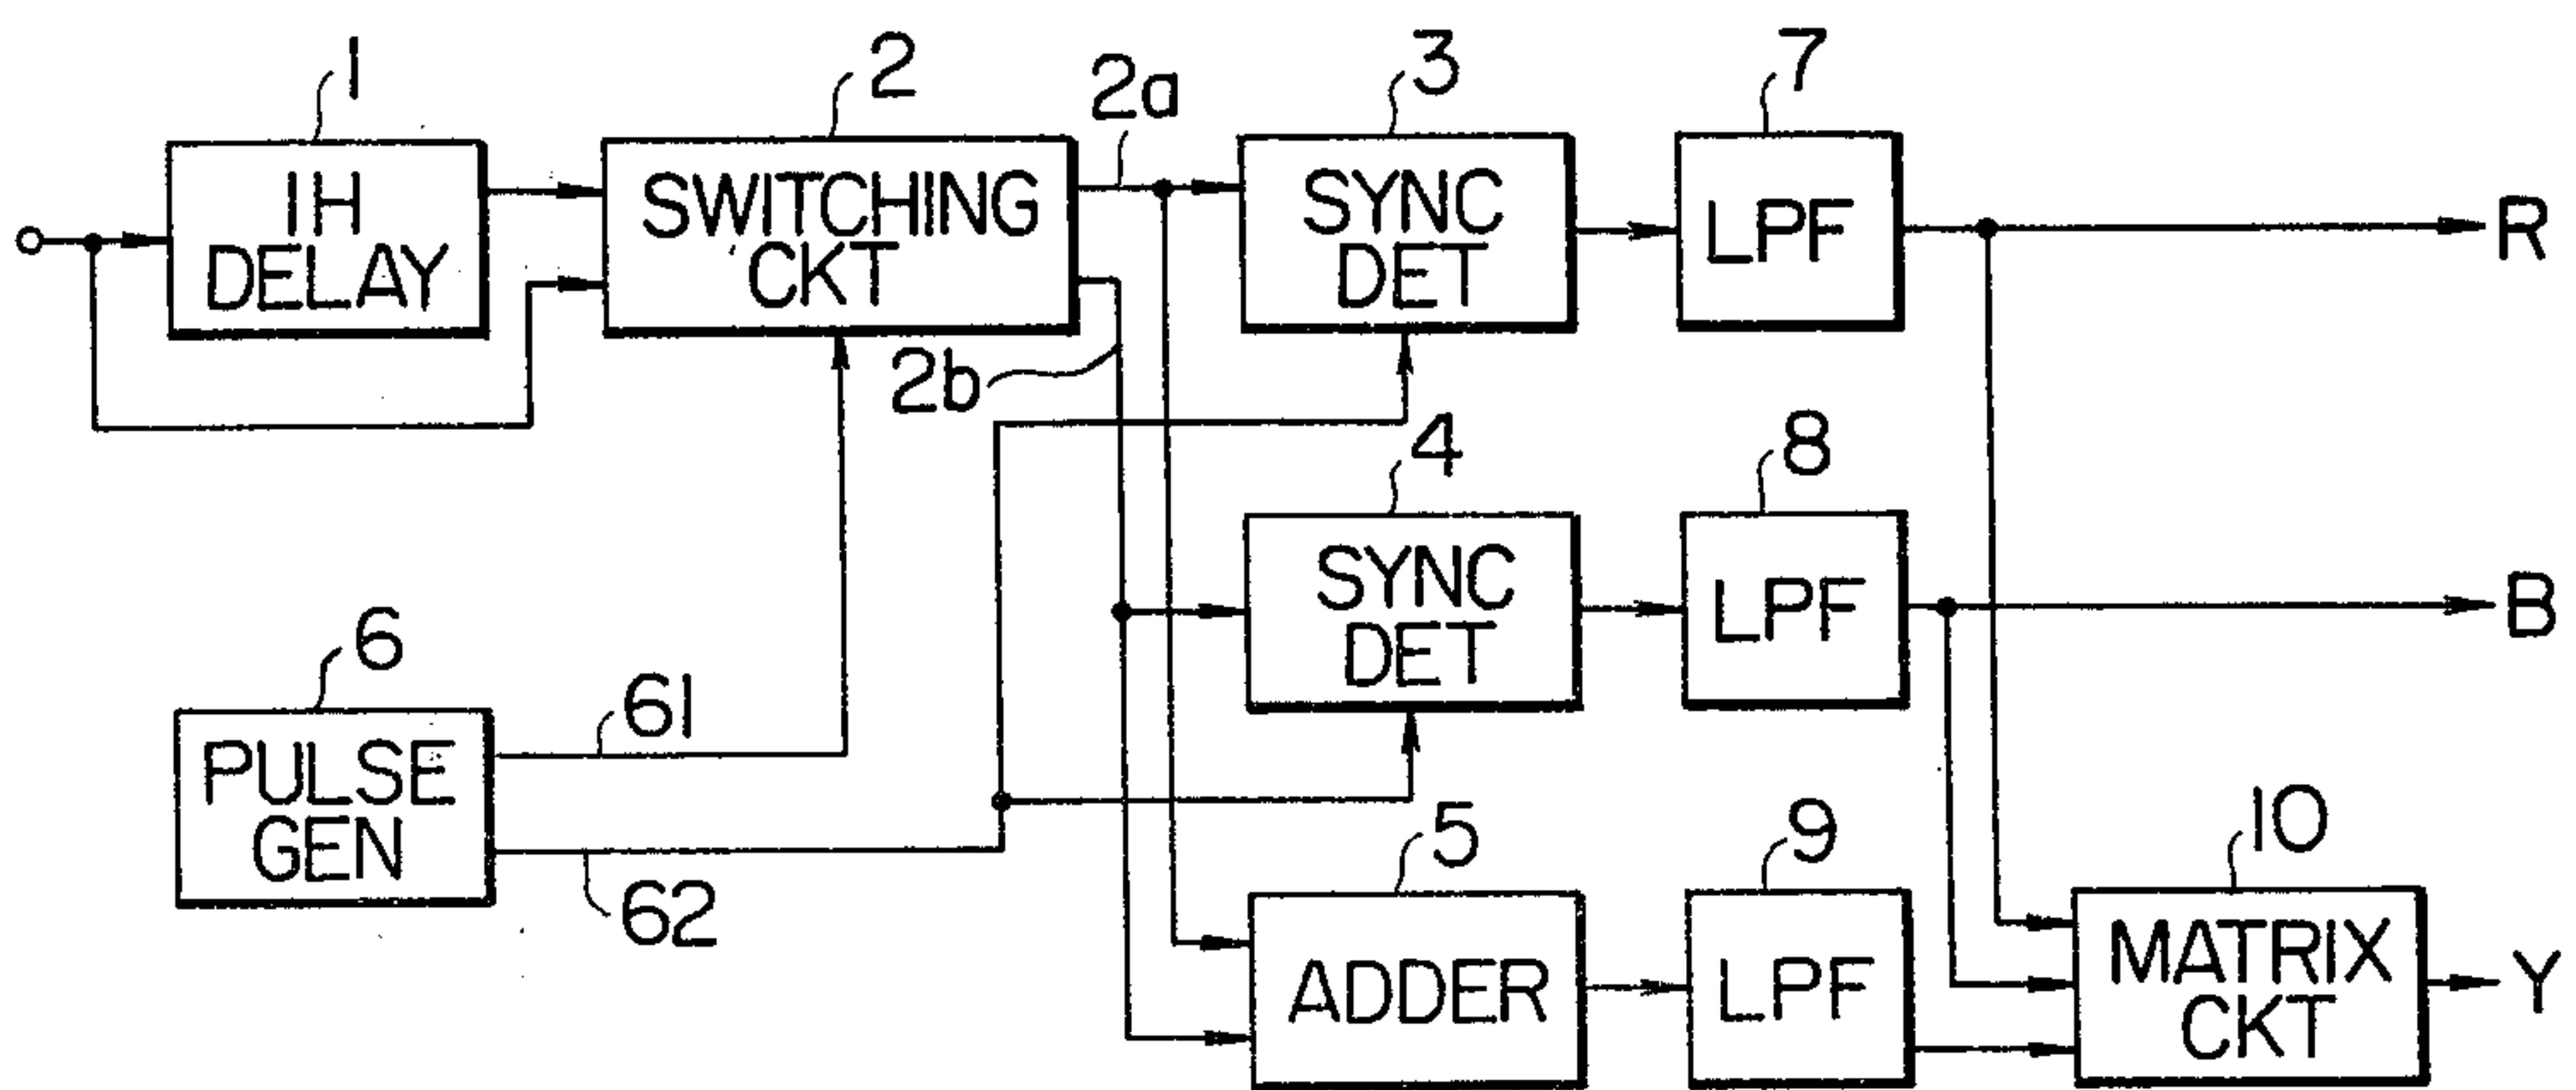 1
2
2a
3
7
1H
DELAY
SWITCHING
CKT
SYNC
DET
LPF
R
2b
4
8
SYNC
DET
LPF
B
6
61
PULSE
GEN
62
5
9
10
ADDER
LPF
MATRIX
CKT
Y